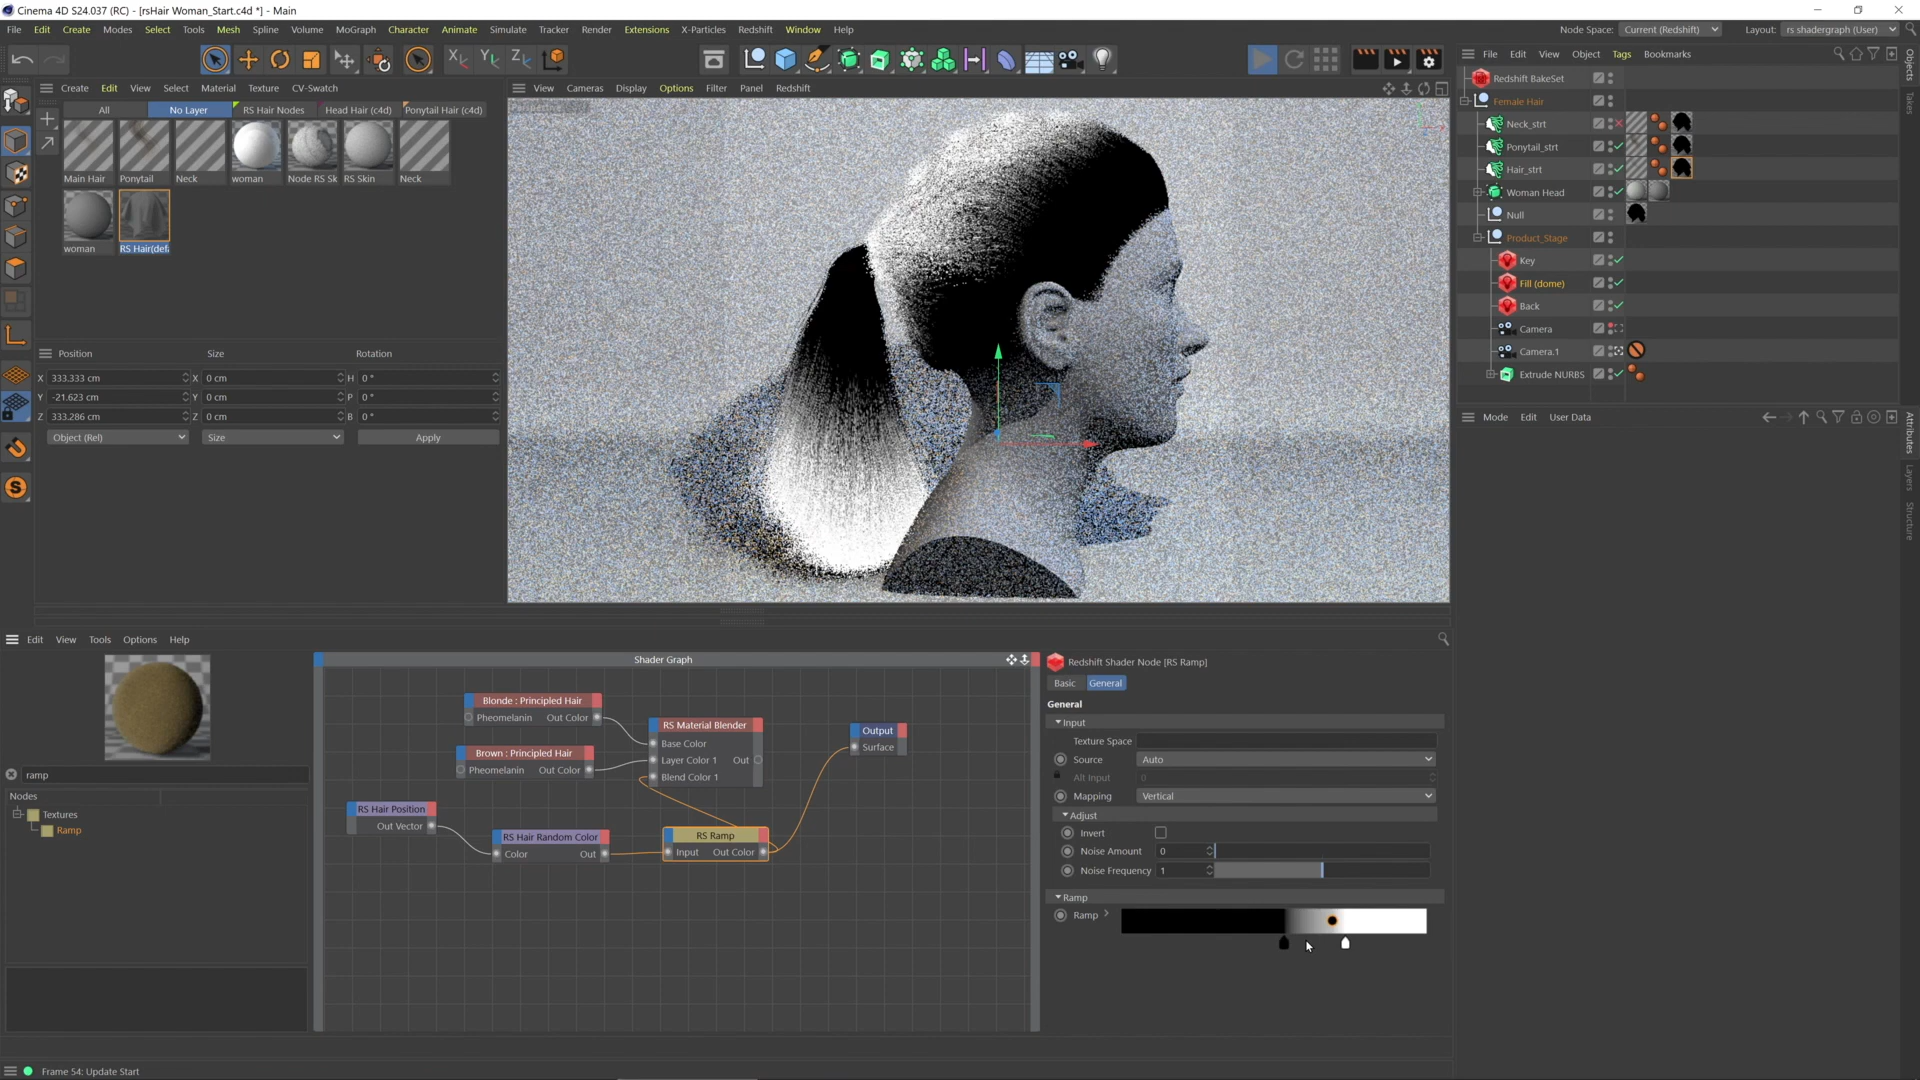 Cinema 4D S24.037 (RC) - [rsHair Woman_Start.c4d *] - Main
File Edit Create Modes Select Tools Mesh Spline Volume MoGraph Character Animate Simulate Tracker Render Extensions X-Particles Redshift Window Help
Node Space: Current (Redshift) Layout: rs shadergraph (User)
File Edit View Object Tags Bookmarks
Create Edit View Select Material Texture CV-Swatch
All No Layer RS Hair Nodes Head Hair (c4d) Ponytail Hair (c4d)
Main Hair Ponytail Neck woman Node RS Sk RS Skin Neck
woman RS Hair(defa
View Cameras Display Options Filter Panel Redshift
Redshift BakeSet
Female Hair
Neck_strt
Ponytail_strt
Hair_strt
Woman Head
Null
Product_Stage
Key
Fill (dome)
Back
Camera
Camera.1
Extrude NURBS
Objects
Takes
Mode Edit User Data
Attributes
Layers
Structure
Position Size Rotation
X 333.333 cm X 0 cm H 0 °
Y -21.623 cm Y 0 cm P 0 °
Z 333.286 cm Z 0 cm B 0 °
Object (Rel) Size Apply
Edit View Tools Options Help
ramp
Nodes
Textures
Ramp
Shader Graph
Blonde : Principled Hair
Pheomelanin Out Color
Brown : Principled Hair
Pheomelanin Out Color
RS Material Blender
Base Color
Layer Color 1 Out
Blend Color 1
Output
Surface
RS Hair Position
Out Vector
RS Hair Random Color
Color Out
RS Ramp
Input Out Color
Redshift Shader Node [RS Ramp]
Basic General
General
Input
Texture Space
Source Auto
Alt Input 0
Mapping Vertical
Adjust
Invert
Noise Amount 0
Noise Frequency 1
Ramp
Ramp
Frame 54: Update Start